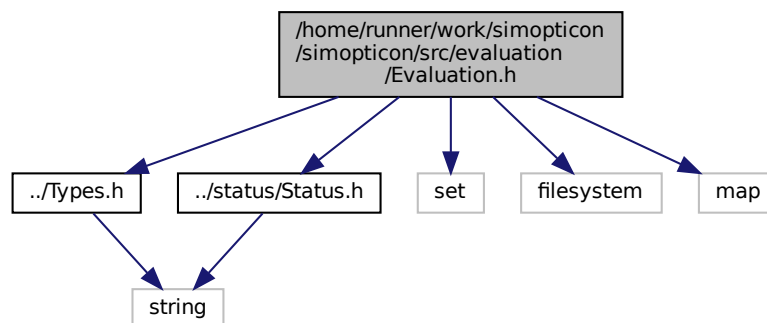 /home/runner/work/simopticon
/simopticon/src/evaluation
/Evaluation.h
../Types.h
../status/Status.h
set
filesystem
map
string